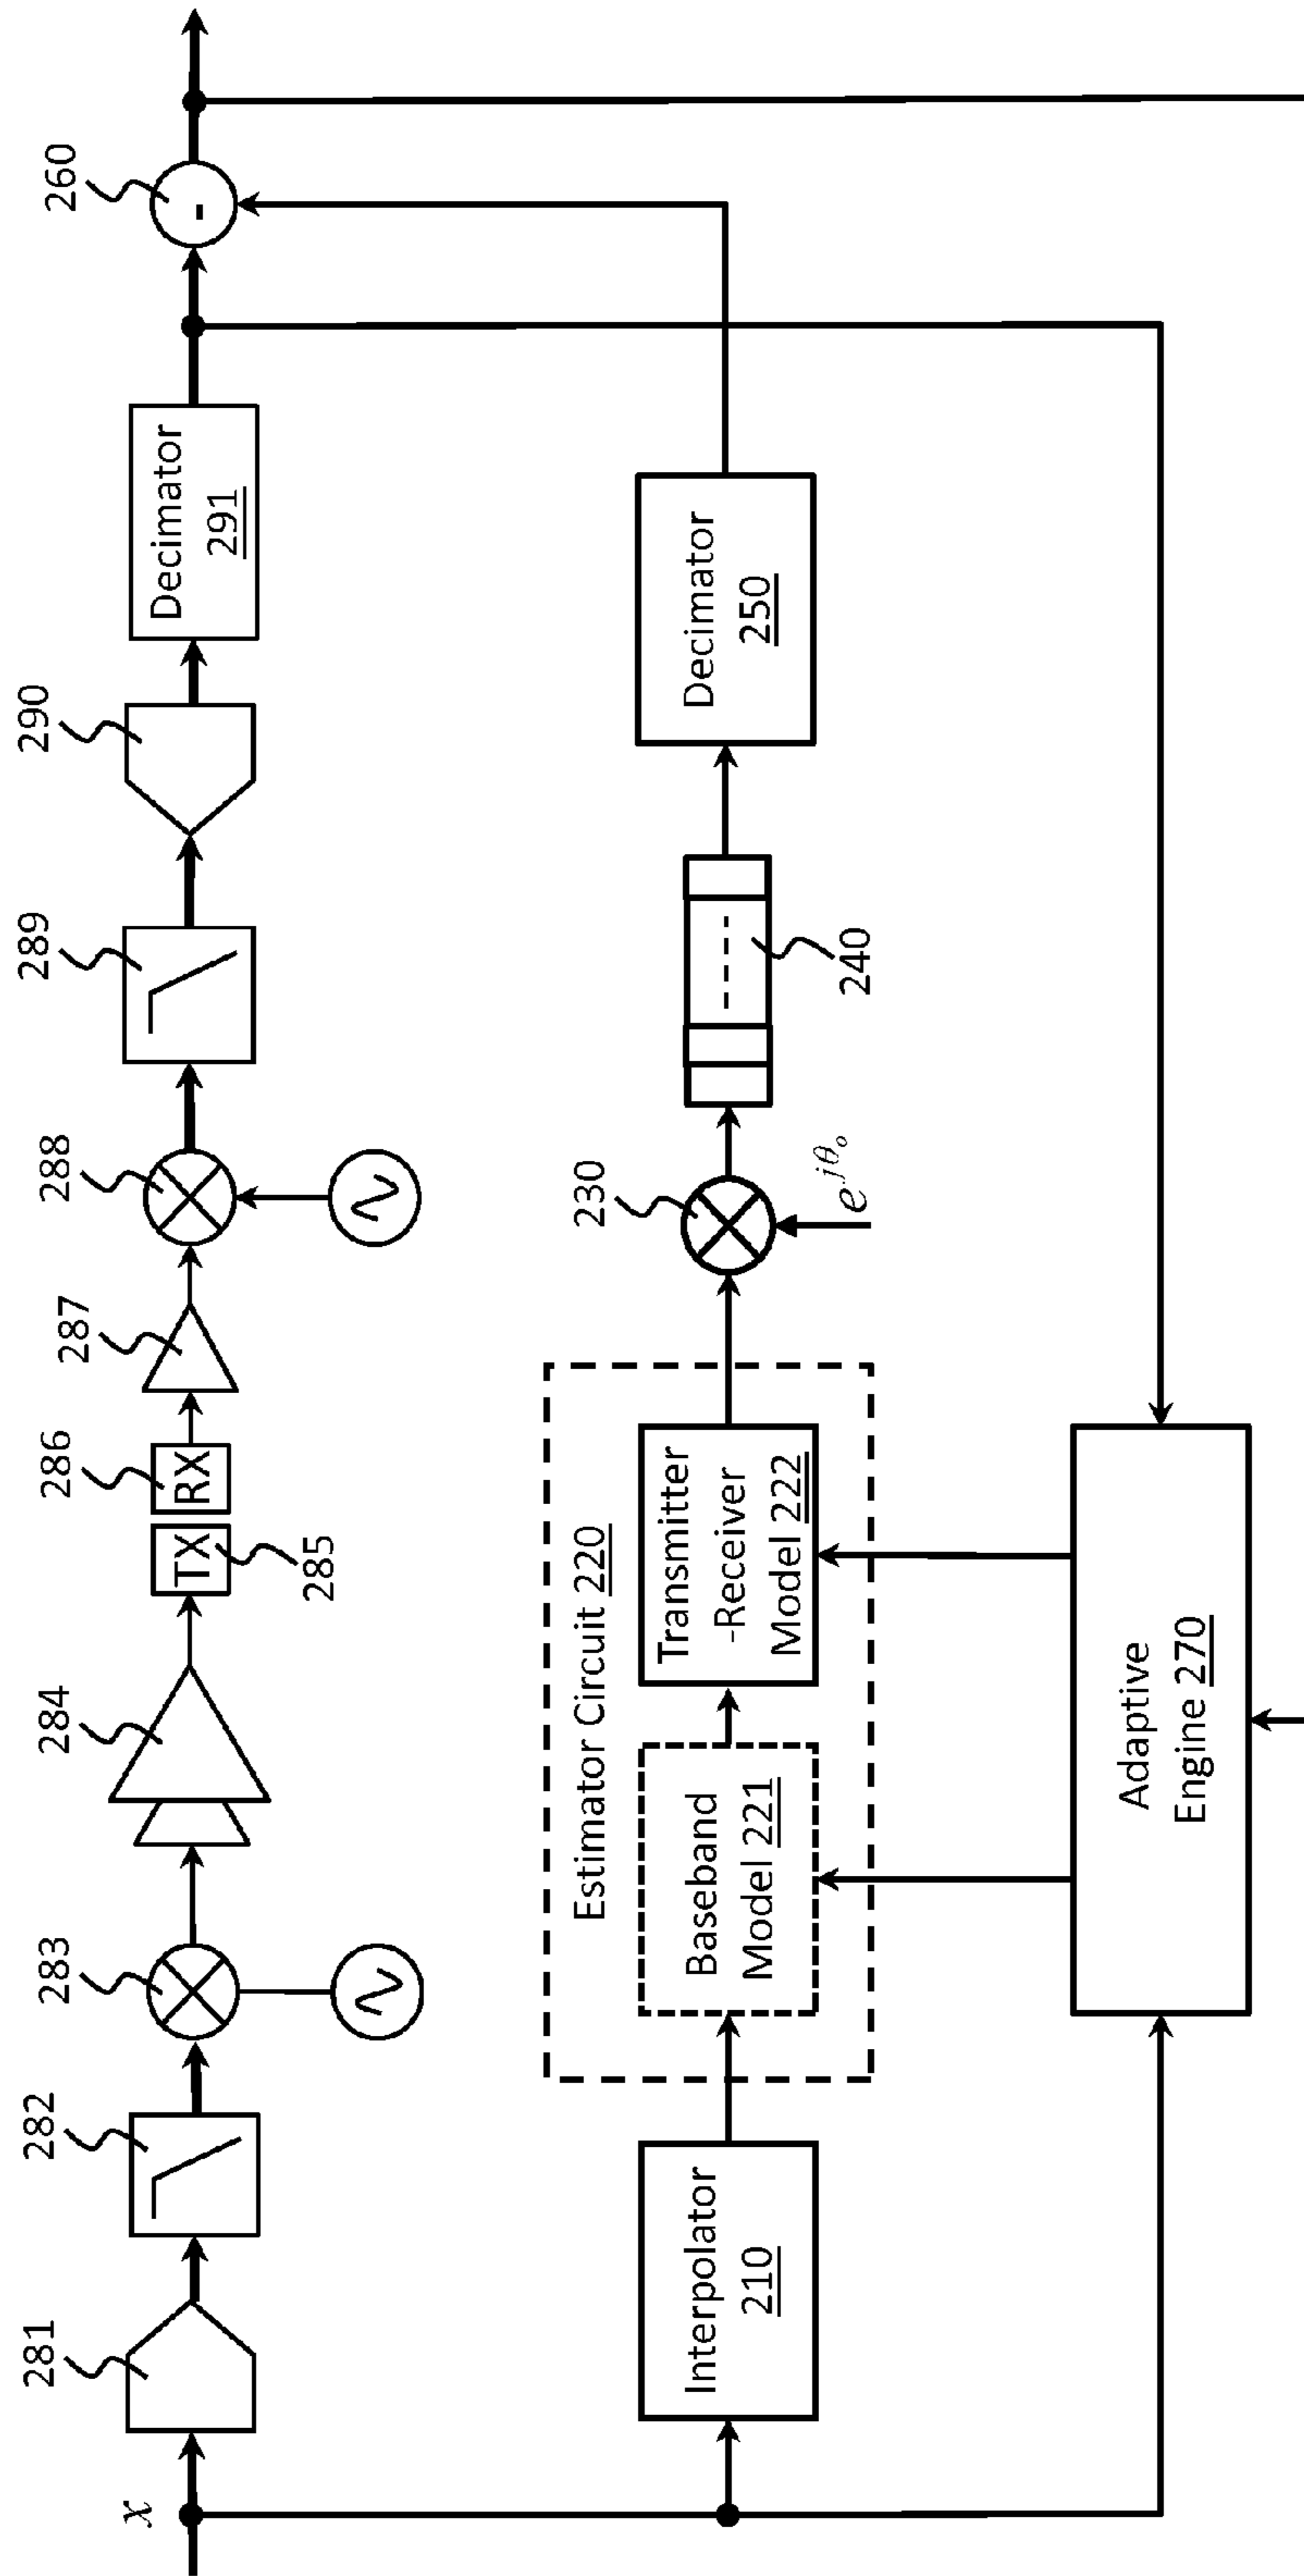 x
281
282
283
284
TX
285
RX
286
287
288
289
290
Decimator
291
260
-
Interpolator
210
Estimator Circuit 220
Baseband
Model 221
Transmitter
-Receiver
Model 222
230
e^{-jθ_o}
240
Decimator
250
Adaptive
Engine 270